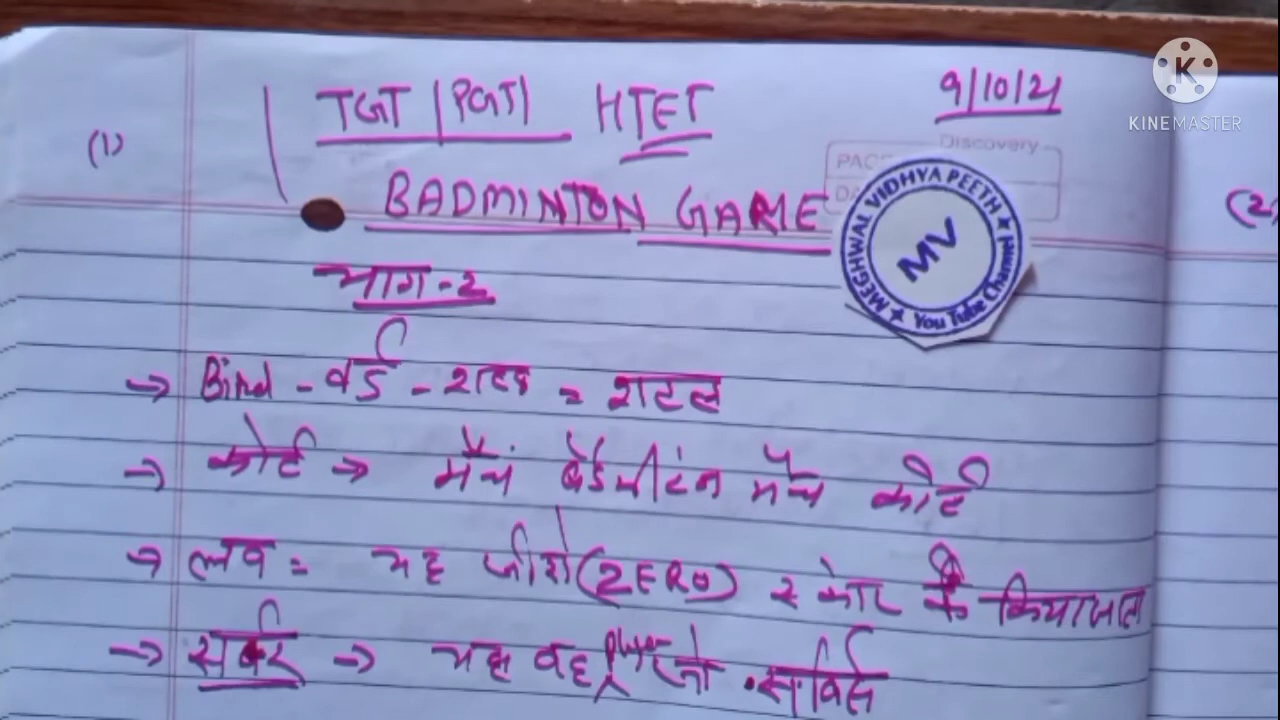 (1)
TGT | PGT | HTET
9/10/21
K
KINEMASTER
Discovery
BADMINTON GAME
MEGHWAL VIDHYA PEETH
MV
You Tube Channel
(2
भाग-2
→ Bird - बर्ड - शटल = शटल
→ कोर्ट → मैच बैडमींटन मैच कोर्ट
→ लव = यह जीरो (ZERO) स्कोर के कियाजाता
→ सर्वर → यह वह player जो सर्विस